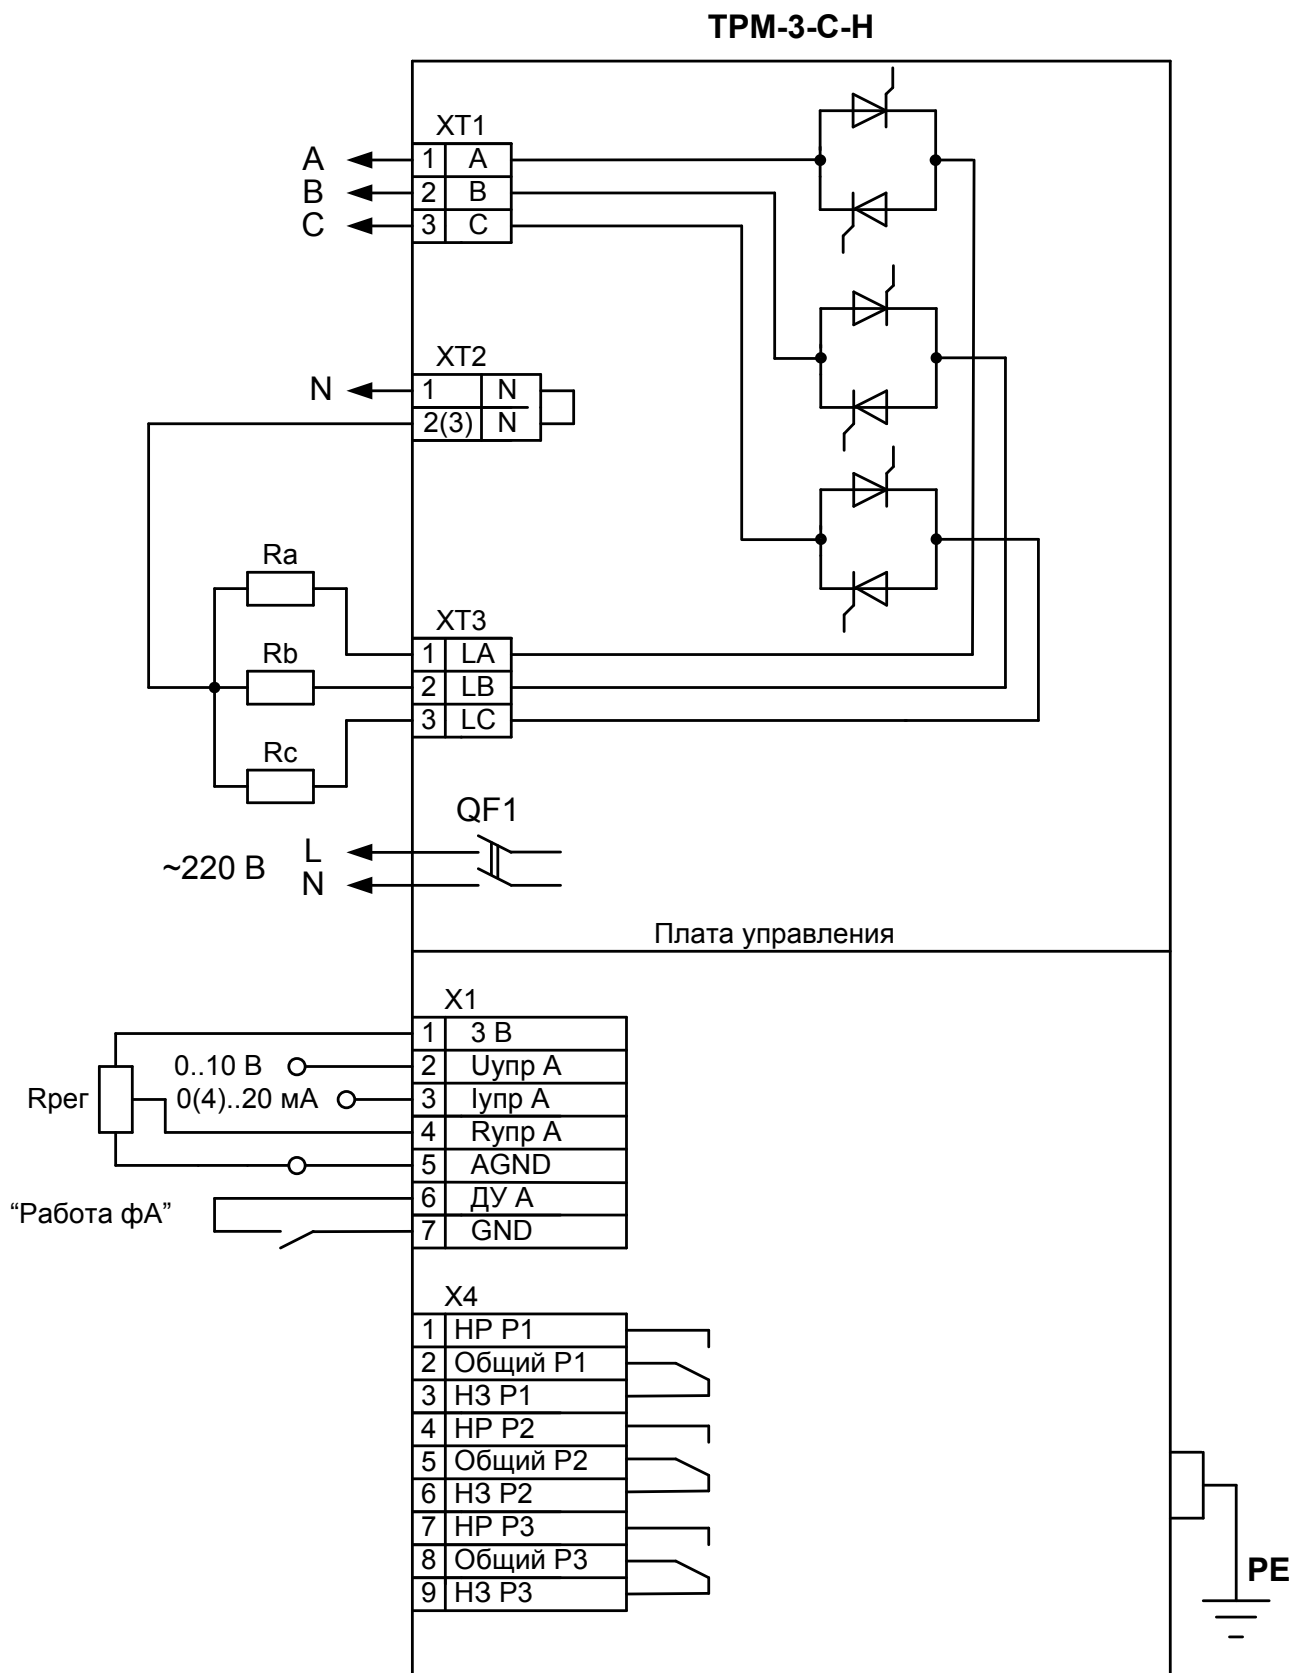 ТРМ-3-С-Н
XT1
A 1 A
B 2 B
C 3 C
XT2
N 1 N
2(3) N
Ra
XT3
1 LA
Rb
2 LB
3 LC
Rc
QF1
~220 В
L
N
Плата управления
X1
1 3 В
0..10 В 2 Uупр А
Rрег 0(4)..20 мА 3 Iупр А
4 Rупр А
5 AGND
“Работа фА” 6 ДУ А
7 GND
X4
1 НР Р1
2 Общий Р1
3 НЗ Р1
4 НР Р2
5 Общий Р2
6 НЗ Р2
7 НР Р3
8 Общий Р3
9 НЗ Р3
PE